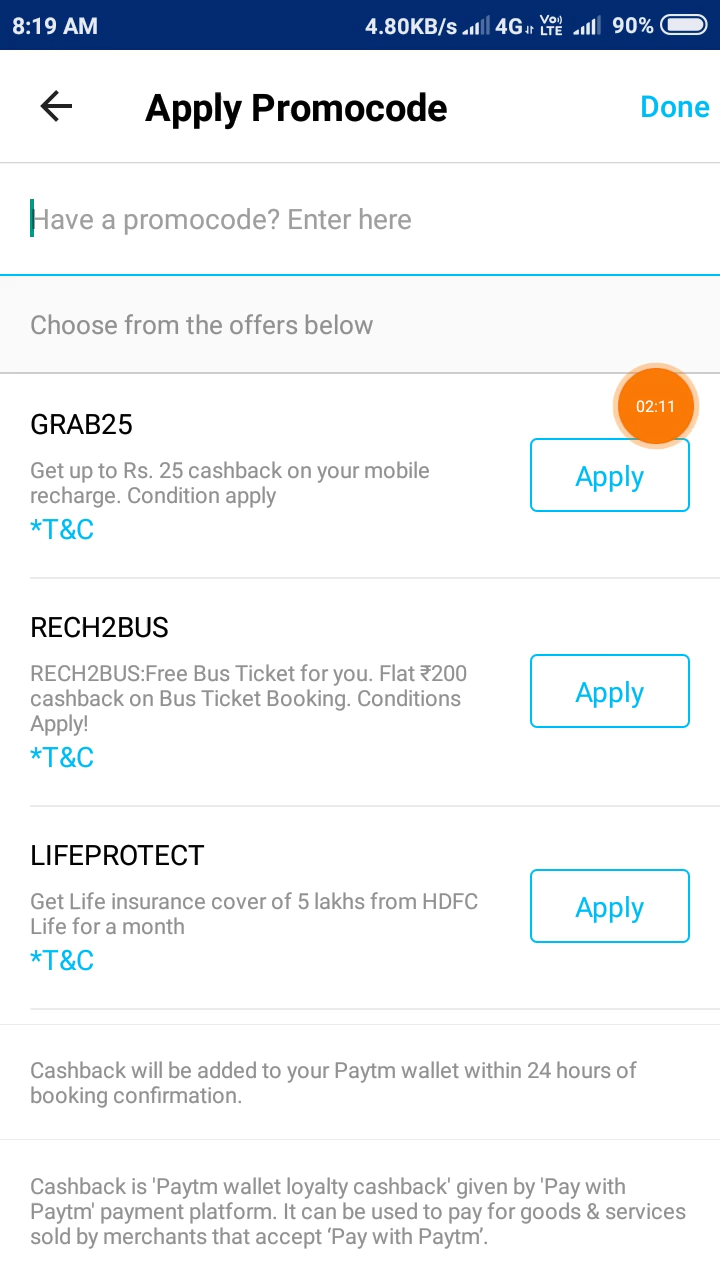 8:19 AM 4.80KB/s 4G Vo) LTE 90%
Apply Promocode Done
Have a promocode? Enter here
Choose from the offers below
02:11
GRAB25
Get up to Rs. 25 cashback on your mobile
recharge. Condition apply
*T&C
Apply
RECH2BUS
RECH2BUS:Free Bus Ticket for you. Flat ₹200
cashback on Bus Ticket Booking. Conditions
Apply!
*T&C
Apply
LIFEPROTECT
Get Life insurance cover of 5 lakhs from HDFC
Life for a month
*T&C
Apply
Cashback will be added to your Paytm wallet within 24 hours of
booking confirmation.
Cashback is 'Paytm wallet loyalty cashback' given by 'Pay with
Paytm' payment platform. It can be used to pay for goods & services
sold by merchants that accept ‘Pay with Paytm’.